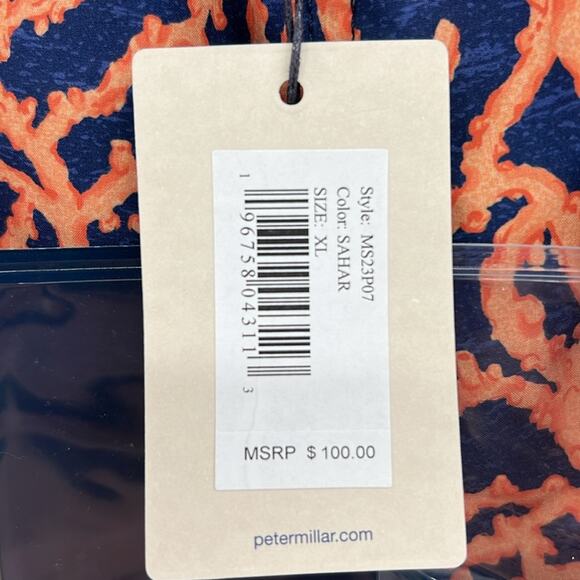 Style: MS23P07
Color: SAHAR
SIZE: XL
1 96758 04311 3
MSRP $ 100.00
petermillar.com